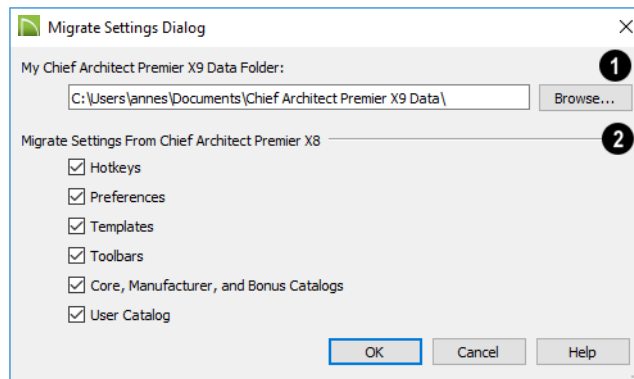 Migrate Settings Dialog
My Chief Architect Premier X9 Data Folder:
1
C:\Users\annes\Documents\Chief Architect Premier X9 Data\
Browse...
Migrate Settings From Chief Architect Premier X8
2
Hotkeys
Preferences
Templates
Toolbars
Core, Manufacturer, and Bonus Catalogs
User Catalog
OK Cancel Help